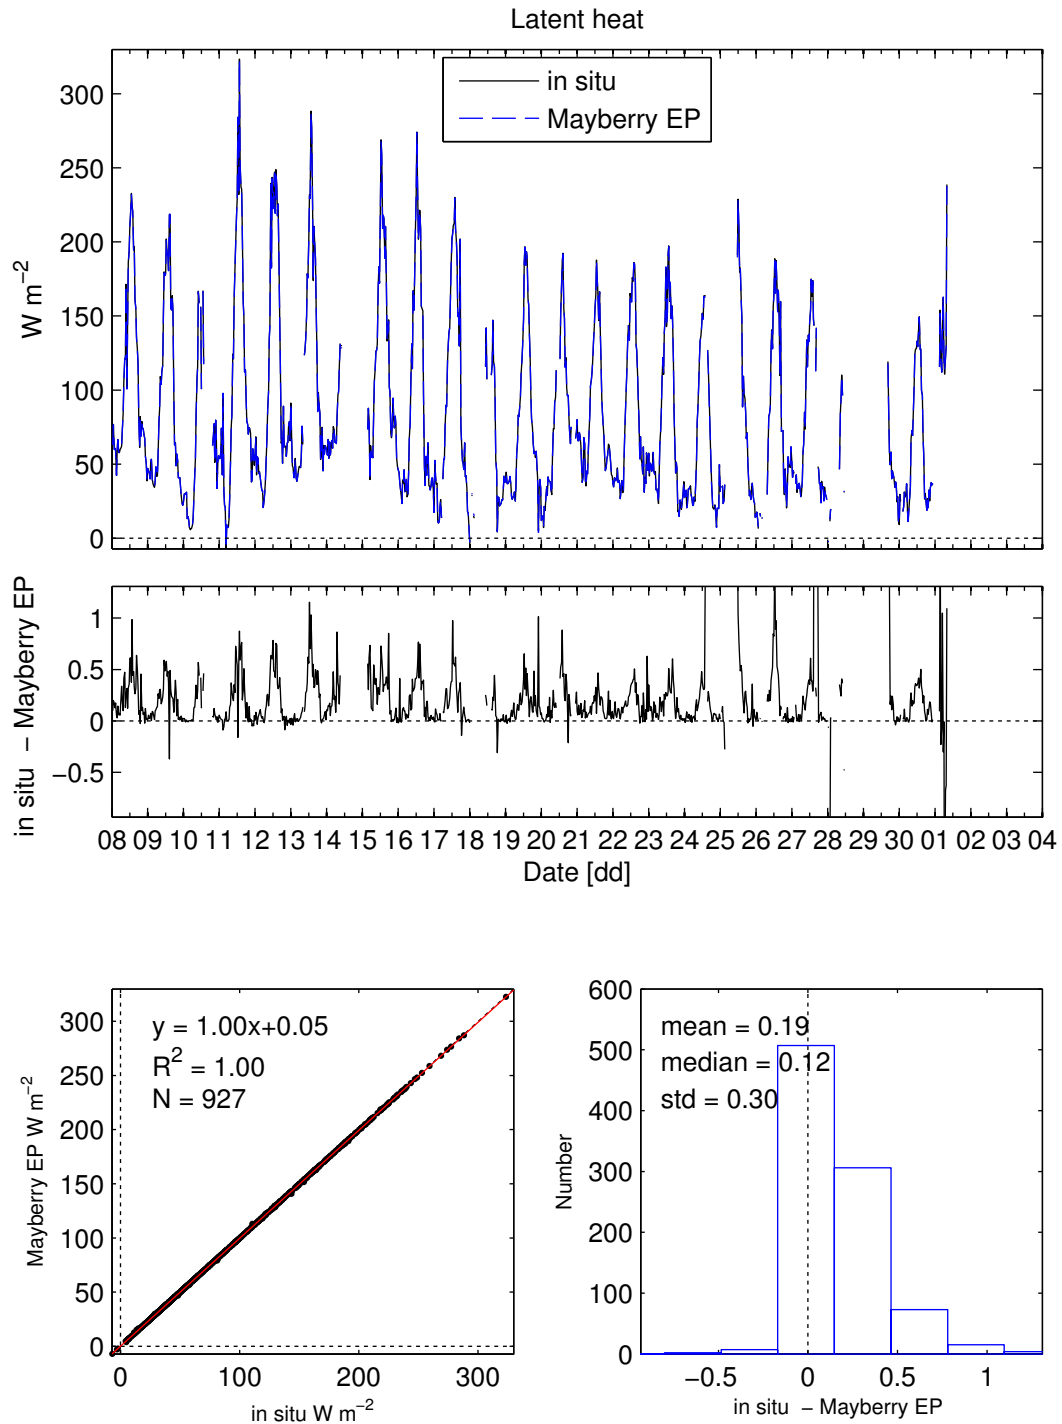 Latent heat
in situ
Mayberry EP
W m−2
300
250
200
150
100
50
0
in situ − Mayberry EP
1
0.5
0
−0.5
08 09 10 11 12 13 14 15 16 17 18 19 20 21 22 23 24 25 26 27 28 29 30 01 02 03 04
Date [dd]
Mayberry EP W m−2
300
250
200
150
100
50
0
y = 1.00x+0.05
R2 = 1.00
N = 927
0 100 200 300
in situ W m−2
Number
600
500
400
300
200
100
0
mean = 0.19
median = 0.12
std = 0.30
−0.5 0 0.5 1
in situ − Mayberry EP